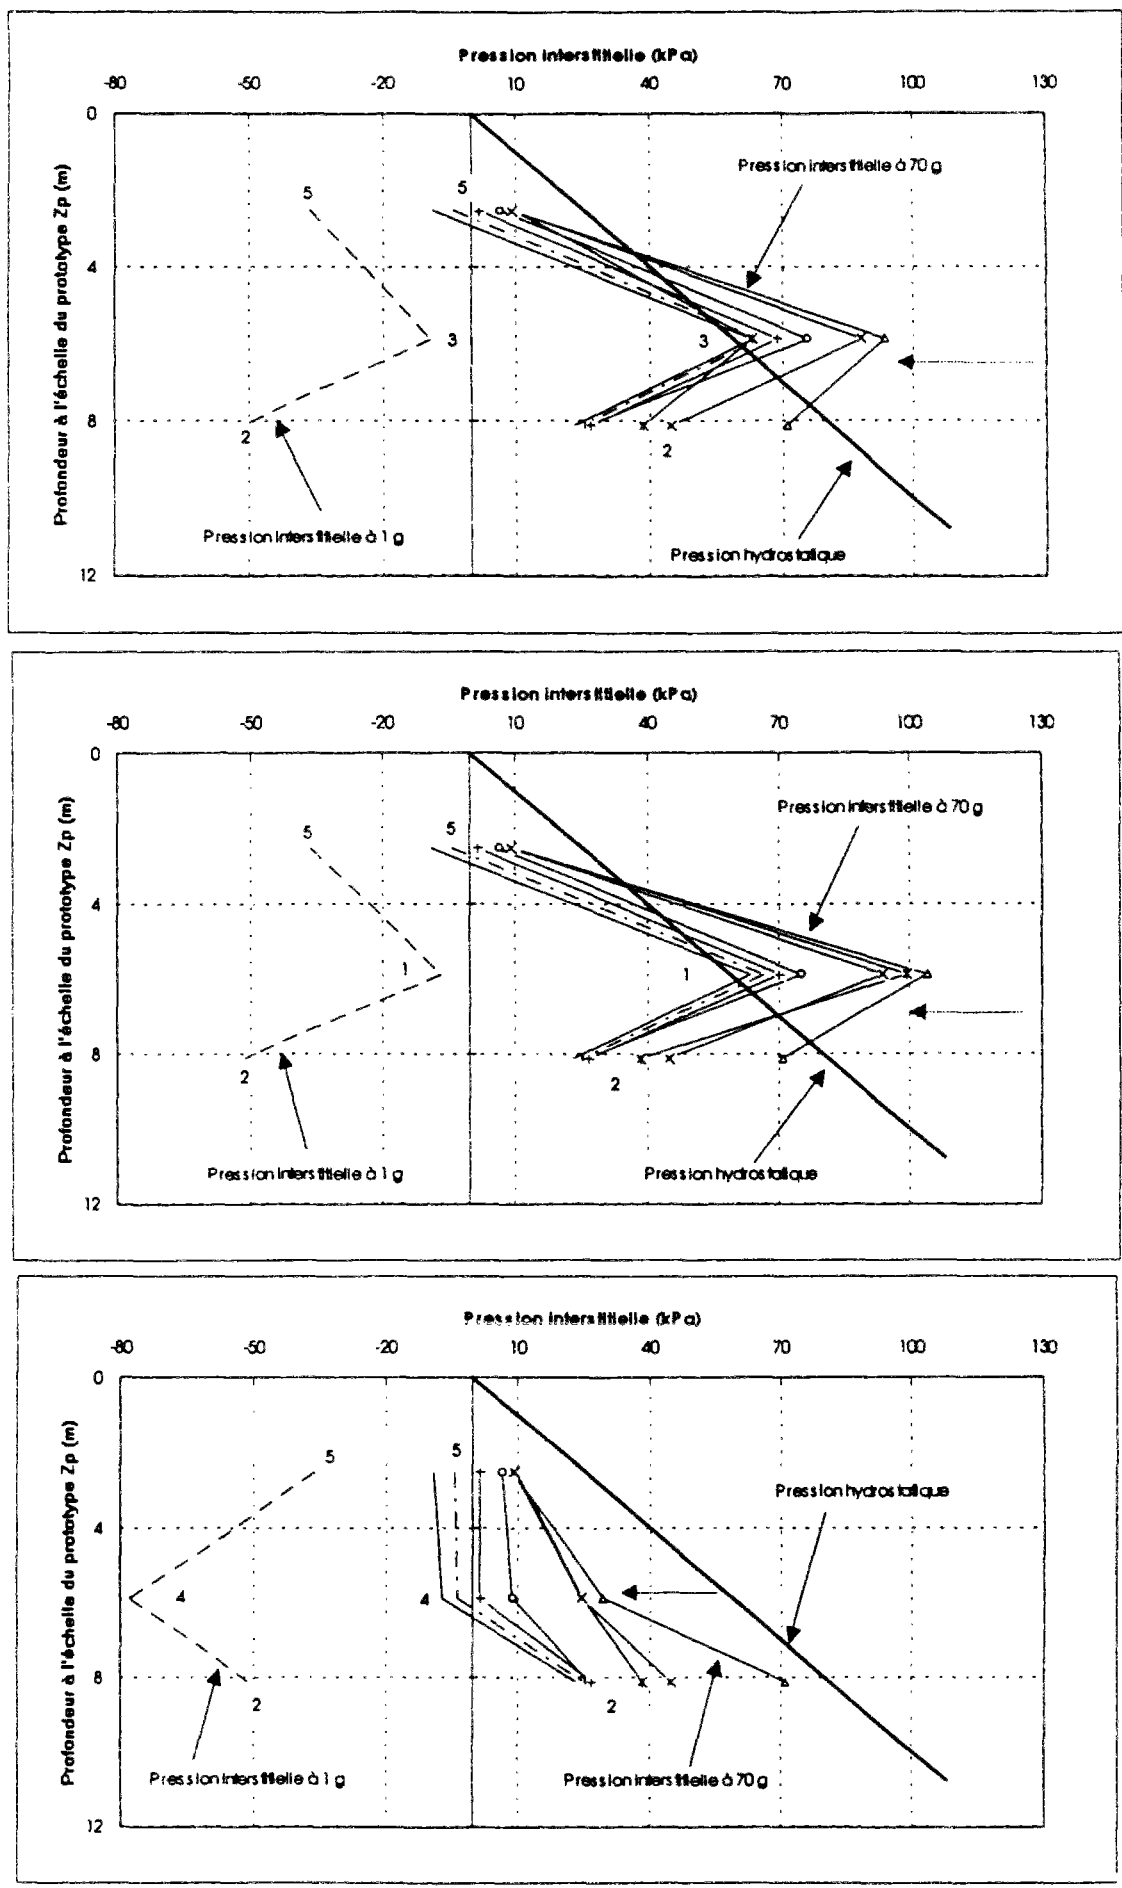 Pression interstitielle (kPa)
-80 -50 -20 10 40 70 100 130
0
Pression interstitielle à 70 g
5 5
4
3 3
8
2 2
Pression interstitielle à 1 g
Pression hydrostatique
12
Profondeur à l'échelle du prototype Zp (m)
Pression interstitielle (kPa)
-80 -50 -20 10 40 70 100 130
0
Pression interstitielle à 70 g
5 5
4
1 1
8
2 2
Pression interstitielle à 1 g
Pression hydrostatique
12
Profondeur à l'échelle du prototype Zp (m)
Pression interstitielle (kPa)
-80 -50 -20 10 40 70 100 130
0
5 5
Pression hydrostatique
4
4 4
8
2 2
Pression interstitielle à 1 g
Pression interstitielle à 70 g
12
Profondeur à l'échelle du prototype Zp (m)